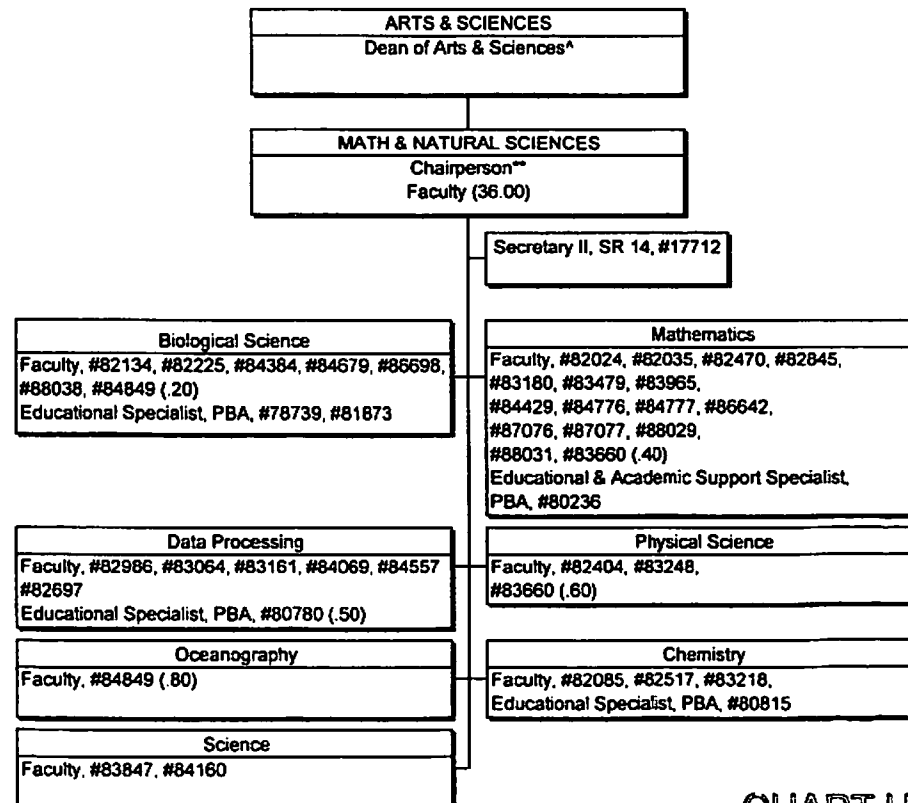 ARTS & SCIENCES
Dean of Arts & Sciences^
MATH & NATURAL SCIENCES
Chairperson**
Faculty (36.00)
Secretary II, SR 14, #17712
Biological Science
Faculty, #82134, #82225, #84384, #84679, #86698,
#88038, #84849 (.20)
Educational Specialist, PBA, #78739, #81873
Mathematics
Faculty, #82024, #82035, #82470, #82845,
#83180, #83479, #83965,
#84429, #84776, #84777, #86642,
#87076, #87077, #88029,
#88031, #83660 (.40)
Educational & Academic Support Specialist,
PBA, #80236
Data Processing
Faculty, #82986, #83064, #83161, #84069, #84557
#82697
Educational Specialist, PBA, #80780 (.50)
Physical Science
Faculty, #82404, #83248,
#83660 (.60)
Oceanography
Faculty, #84849 (.80)
Chemistry
Faculty, #82085, #82517, #83218,
Educational Specialist, PBA, #80815
Science
Faculty, #83847, #84160